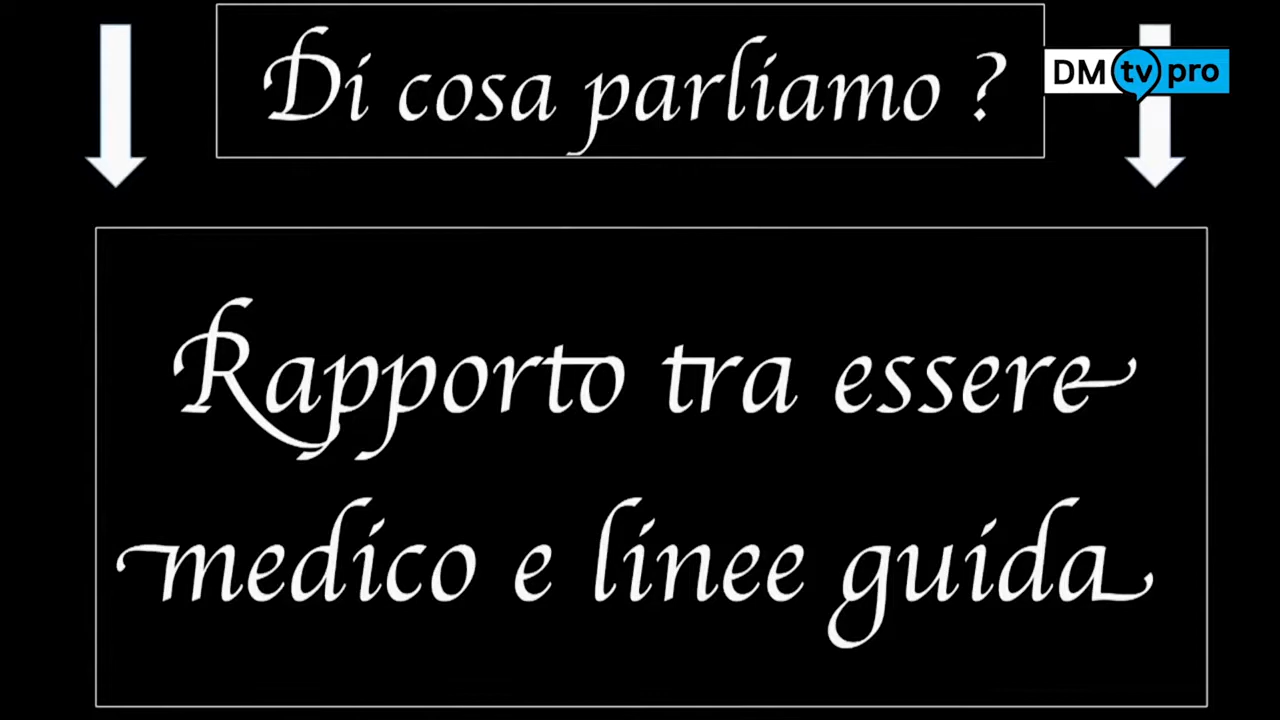 Di cosa parliamo ?
DM tv pro
Rapporto tra essere
medico e linee guida